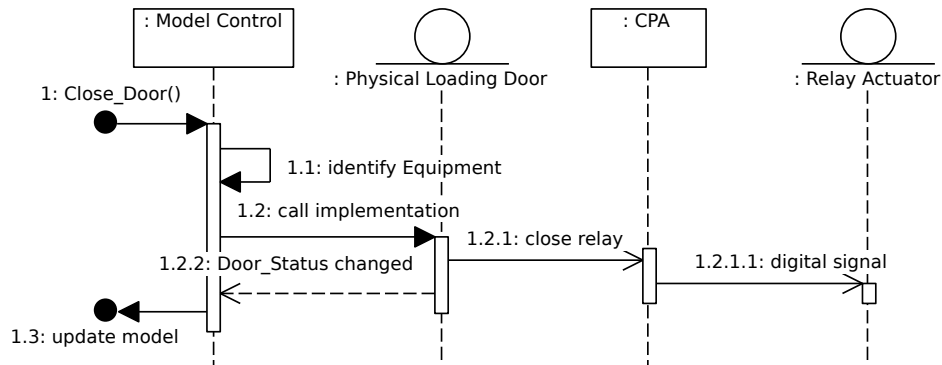 : Model Control
: Physical Loading Door
: CPA
: Relay Actuator
1: Close_Door()
1.1: identify Equipment
1.2: call implementation
1.2.1: close relay
1.2.2: Door_Status changed
1.2.1.1: digital signal
1.3: update model